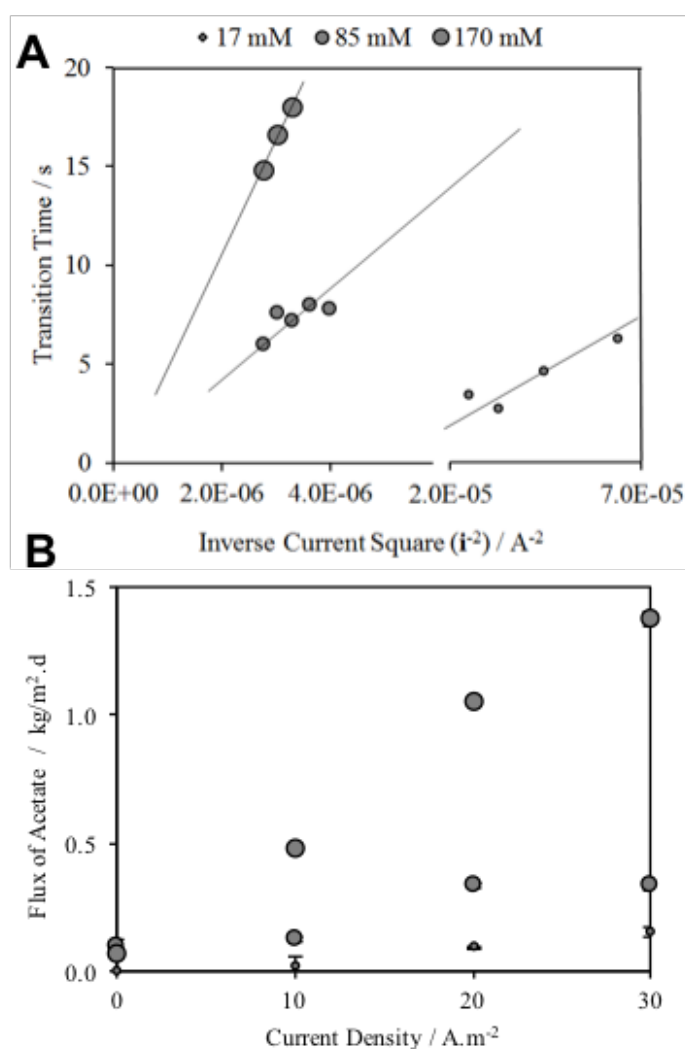 A
17 mM 85 mM 170 mM
20
15
10
5
0
Transition Time / s
0.0E+00 2.0E-06 4.0E-06 2.0E-05 7.0E-05
Inverse Current Square (i⁻²) / A⁻²
B
1.5
1.0
0.5
0.0
Flux of Acetate / kg/m².d
0 10 20 30
Current Density / A.m⁻²